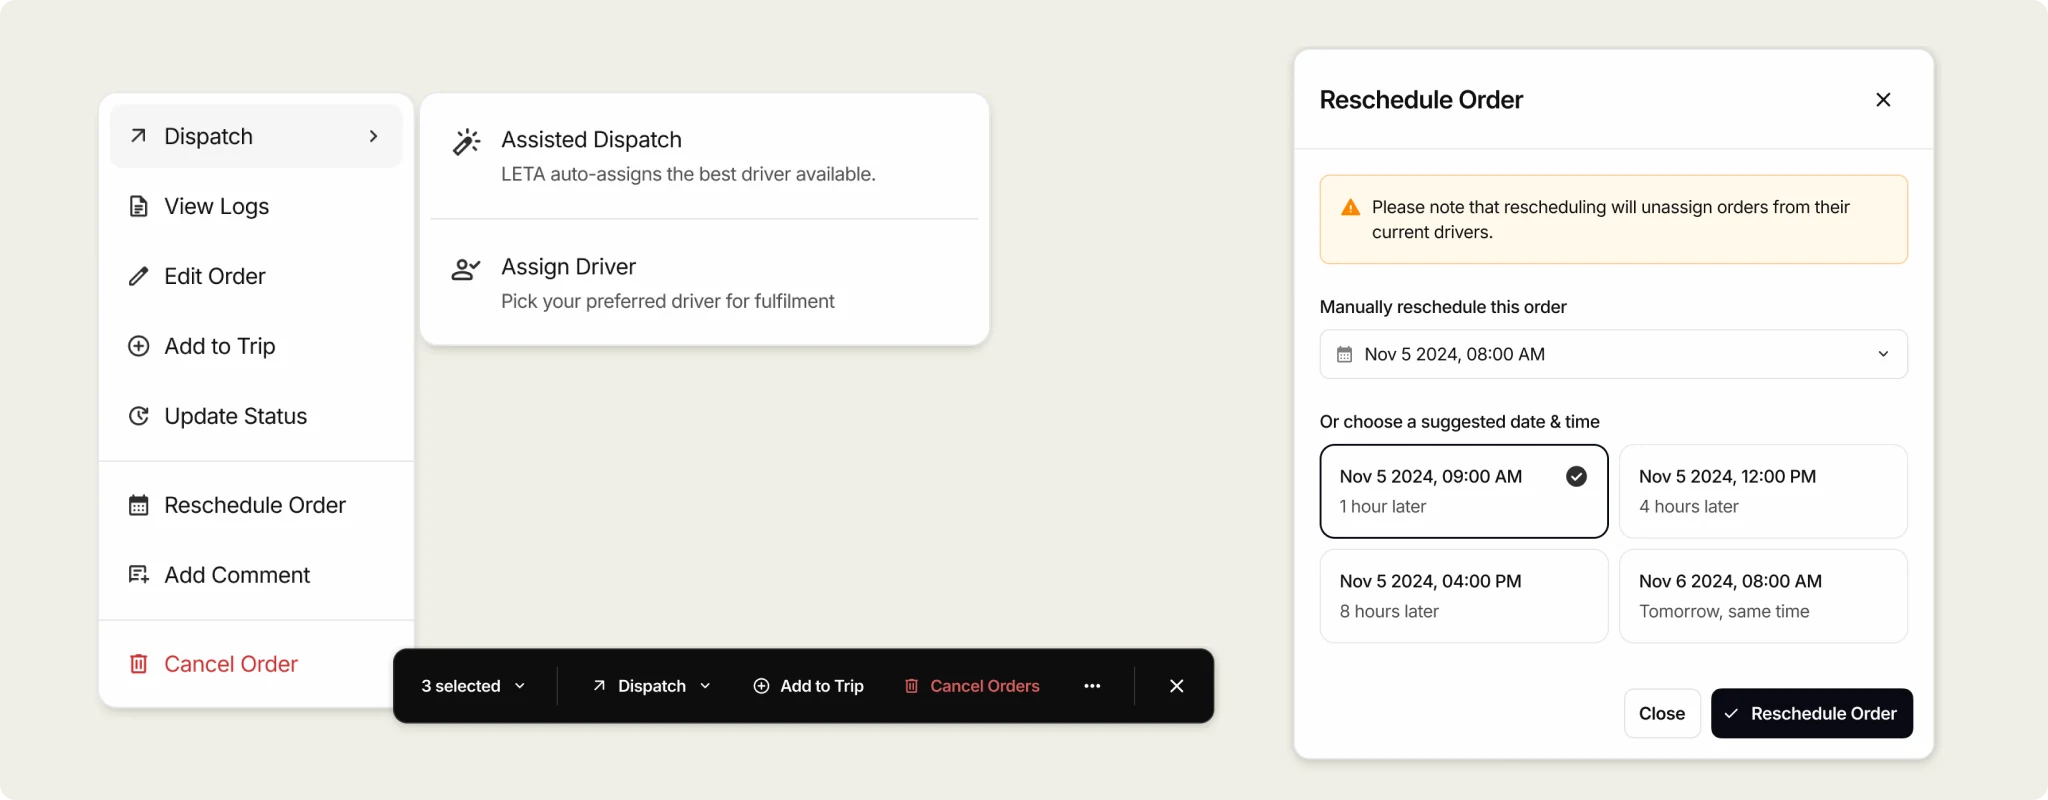 Dispatch
View Logs
Edit Order
Add to Trip
Update Status
Reschedule Order
Add Comment
Cancel Order
Assisted Dispatch
LETA auto-assigns the best driver available.
Assign Driver
Pick your preferred driver for fulfilment
3 selected
Dispatch
Add to Trip
Cancel Orders
Reschedule Order
Please note that rescheduling will unassign orders from their
current drivers.
Manually reschedule this order
Nov 5 2024, 08:00 AM
Or choose a suggested date & time
Nov 5 2024, 09:00 AM
1 hour later
Nov 5 2024, 12:00 PM
4 hours later
Nov 5 2024, 04:00 PM
8 hours later
Nov 6 2024, 08:00 AM
Tomorrow, same time
Close
Reschedule Order